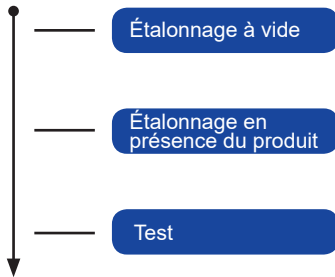 Étalonnage à vide
Étalonnage en
présence du produit
Test